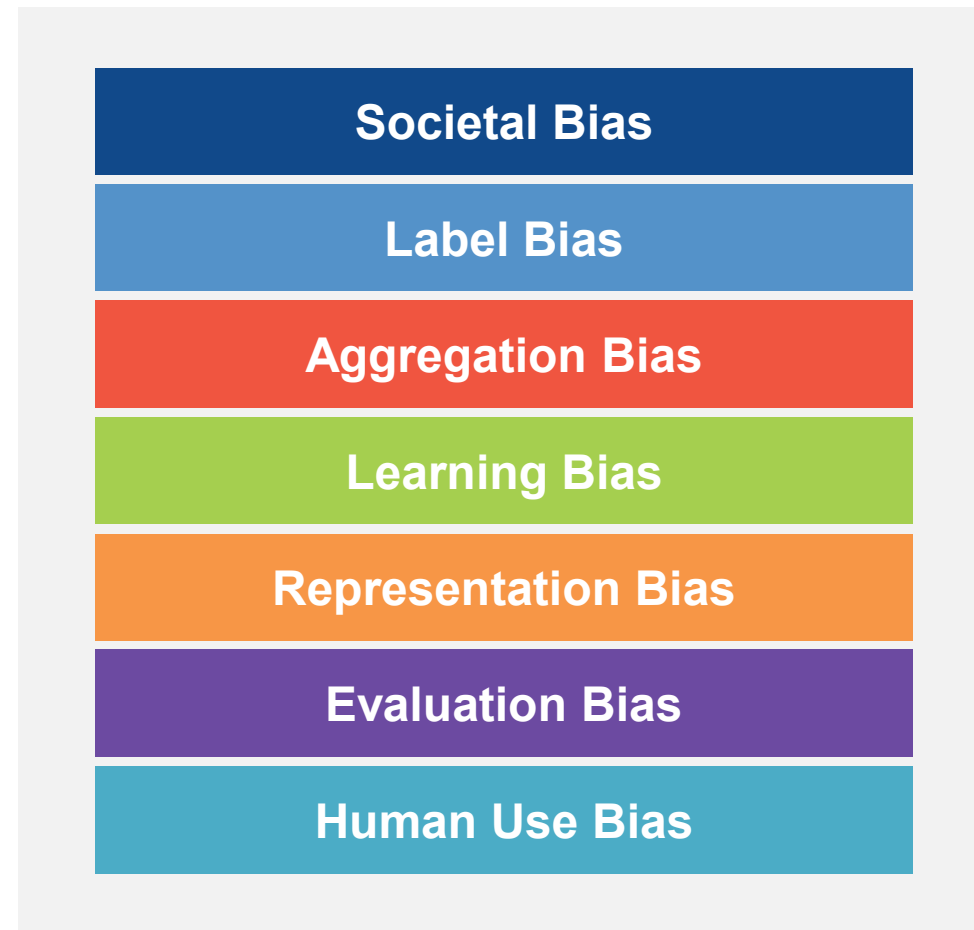 Societal Bias
Label Bias
Aggregation Bias
Learning Bias
Representation Bias
Evaluation Bias
Human Use Bias